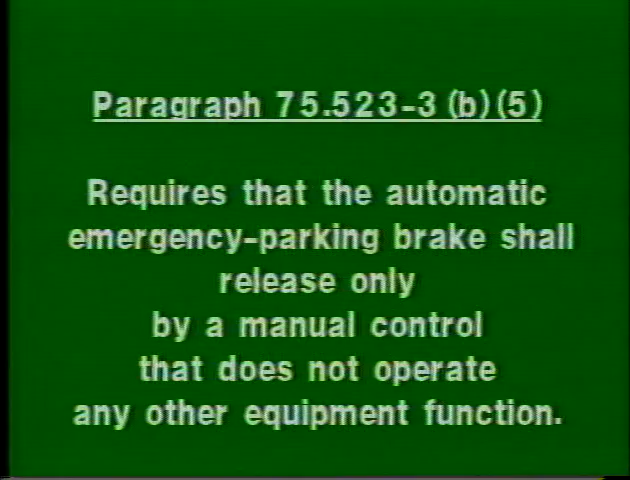 Paragraph 75.523-3 (b)(5)
Requires that the automatic
emergency-parking brake shall
release only
by a manual control
that does not operate
any other equipment function.